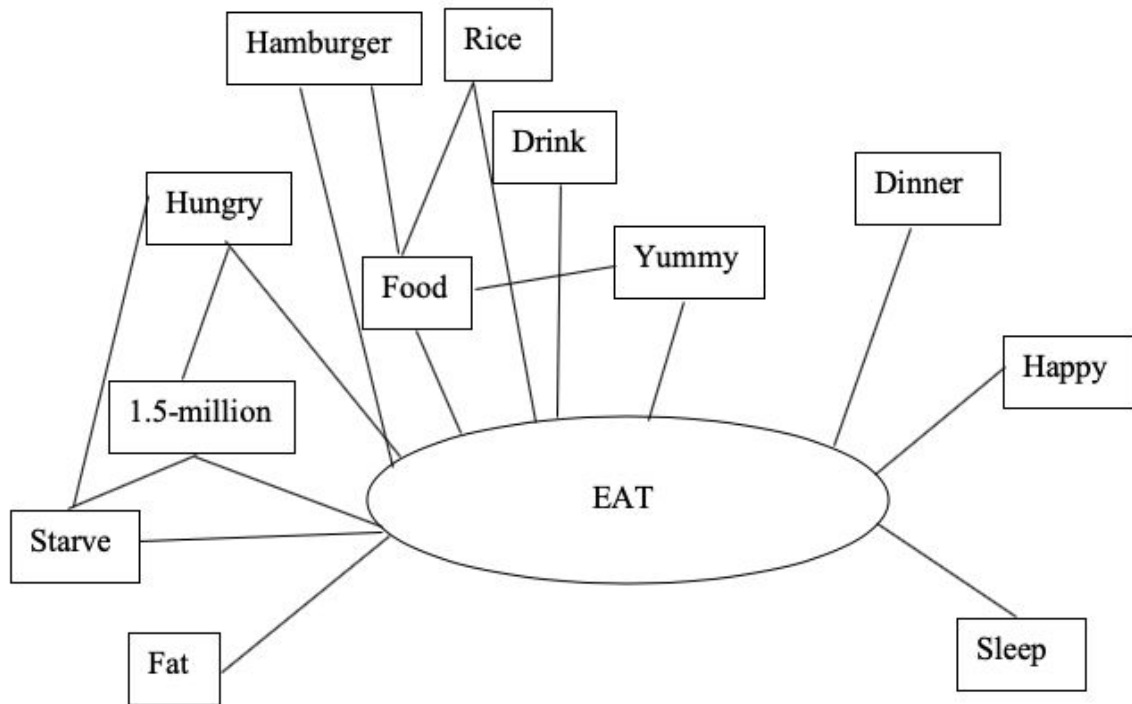 Hamburger
Rice
Drink
Dinner
Hungry
Yummy
Food
Happy
1.5-million
EAT
Starve
Fat
Sleep